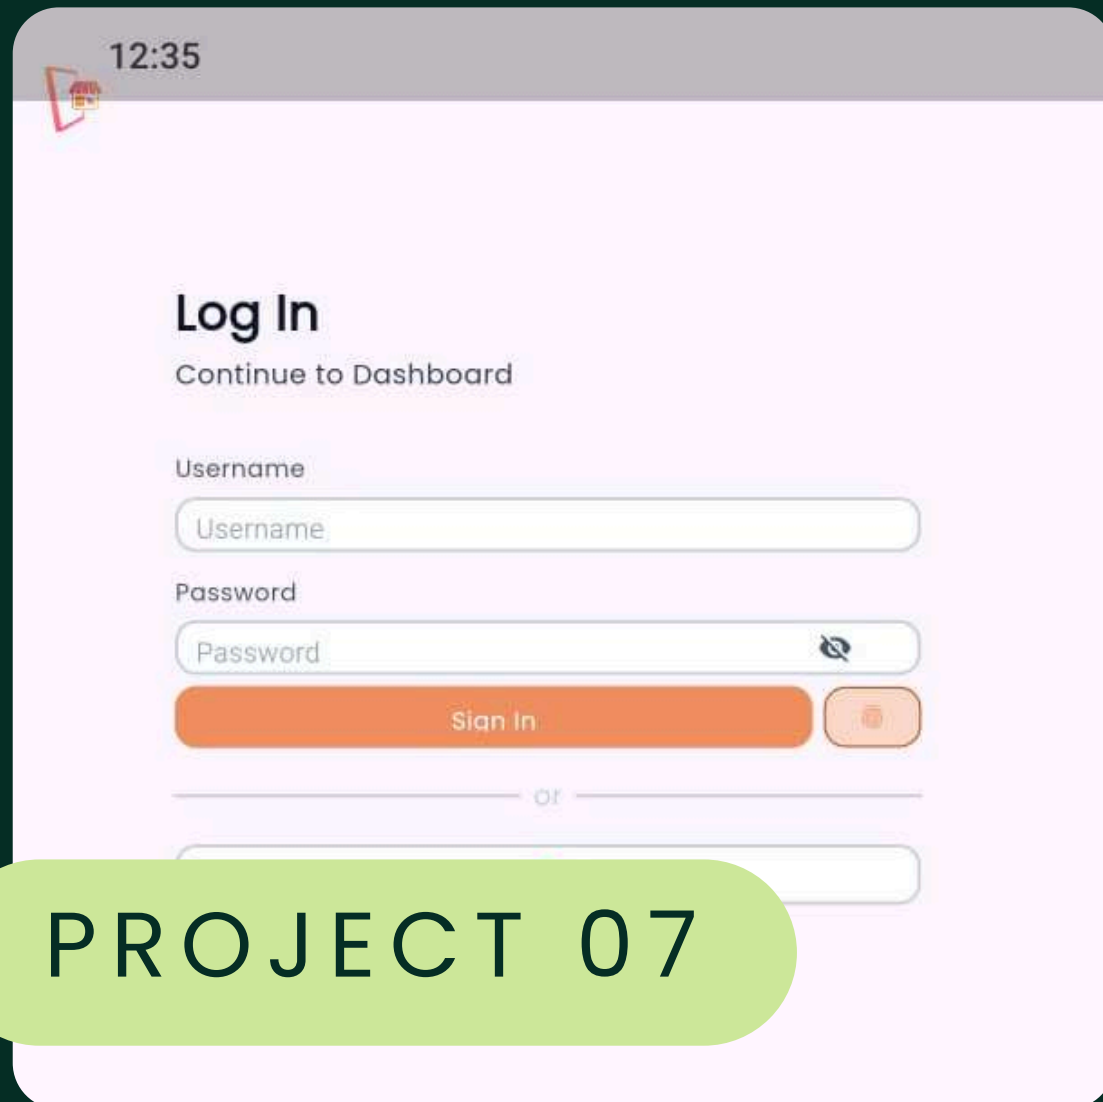 12:35
Log In
Continue to Dashboard
Username
Username
Password
Password
Sign In
or
PROJECT 07